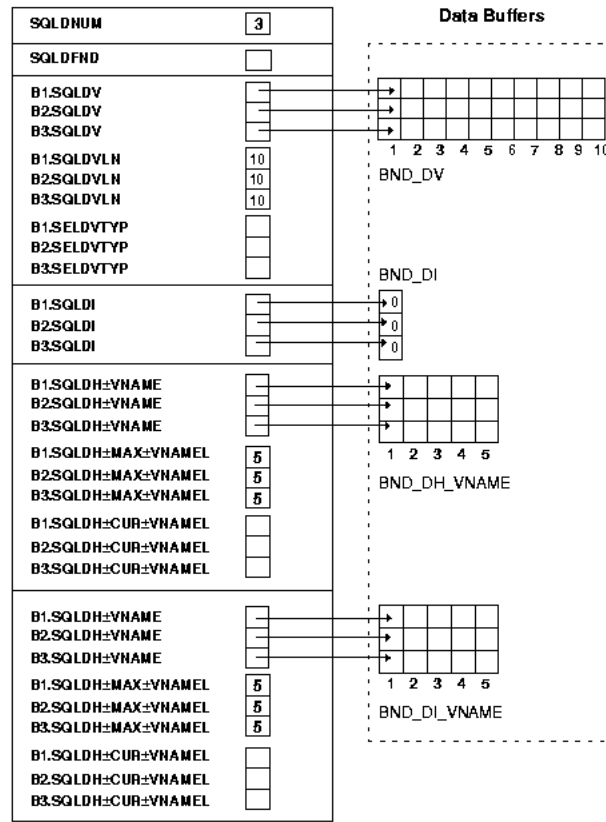 Data Buffers
SQLDNUM 3
SQLDFND
B1.SQLDV
B2.SQLDV
B3.SQLDV
1 2 3 4 5 6 7 8 9 10
BND_DV
B1.SQLDVLN 10
B2.SQLDVLN 10
B3.SQLDVLN 10
B1.SELDVTYP
B2.SELDVTYP
B3.SELDVTYP
BND_DI
B1.SQLDI 0
B2.SQLDI 0
B3.SQLDI 0
B1.SQLDH±VNAME
B2.SQLDH±VNAME
B3.SQLDH±VNAME
1 2 3 4 5
BND_DH_VNAME
B1.SQLDH±MAX±VNAMEL 5
B2.SQLDH±MAX±VNAMEL 5
B3.SQLDH±MAX±VNAMEL 5
B1.SQLDH±CUR±VNAMEL
B2.SQLDH±CUR±VNAMEL
B3.SQLDH±CUR±VNAMEL
B1.SQLDH±VNAME
B2.SQLDH±VNAME
B3.SQLDH±VNAME
1 2 3 4 5
BND_DI_VNAME
B1.SQLDH±MAX±VNAMEL 5
B2.SQLDH±MAX±VNAMEL 5
B3.SQLDH±MAX±VNAMEL 5
B1.SQLDH±CUR±VNAMEL
B2.SQLDH±CUR±VNAMEL
B3.SQLDH±CUR±VNAMEL